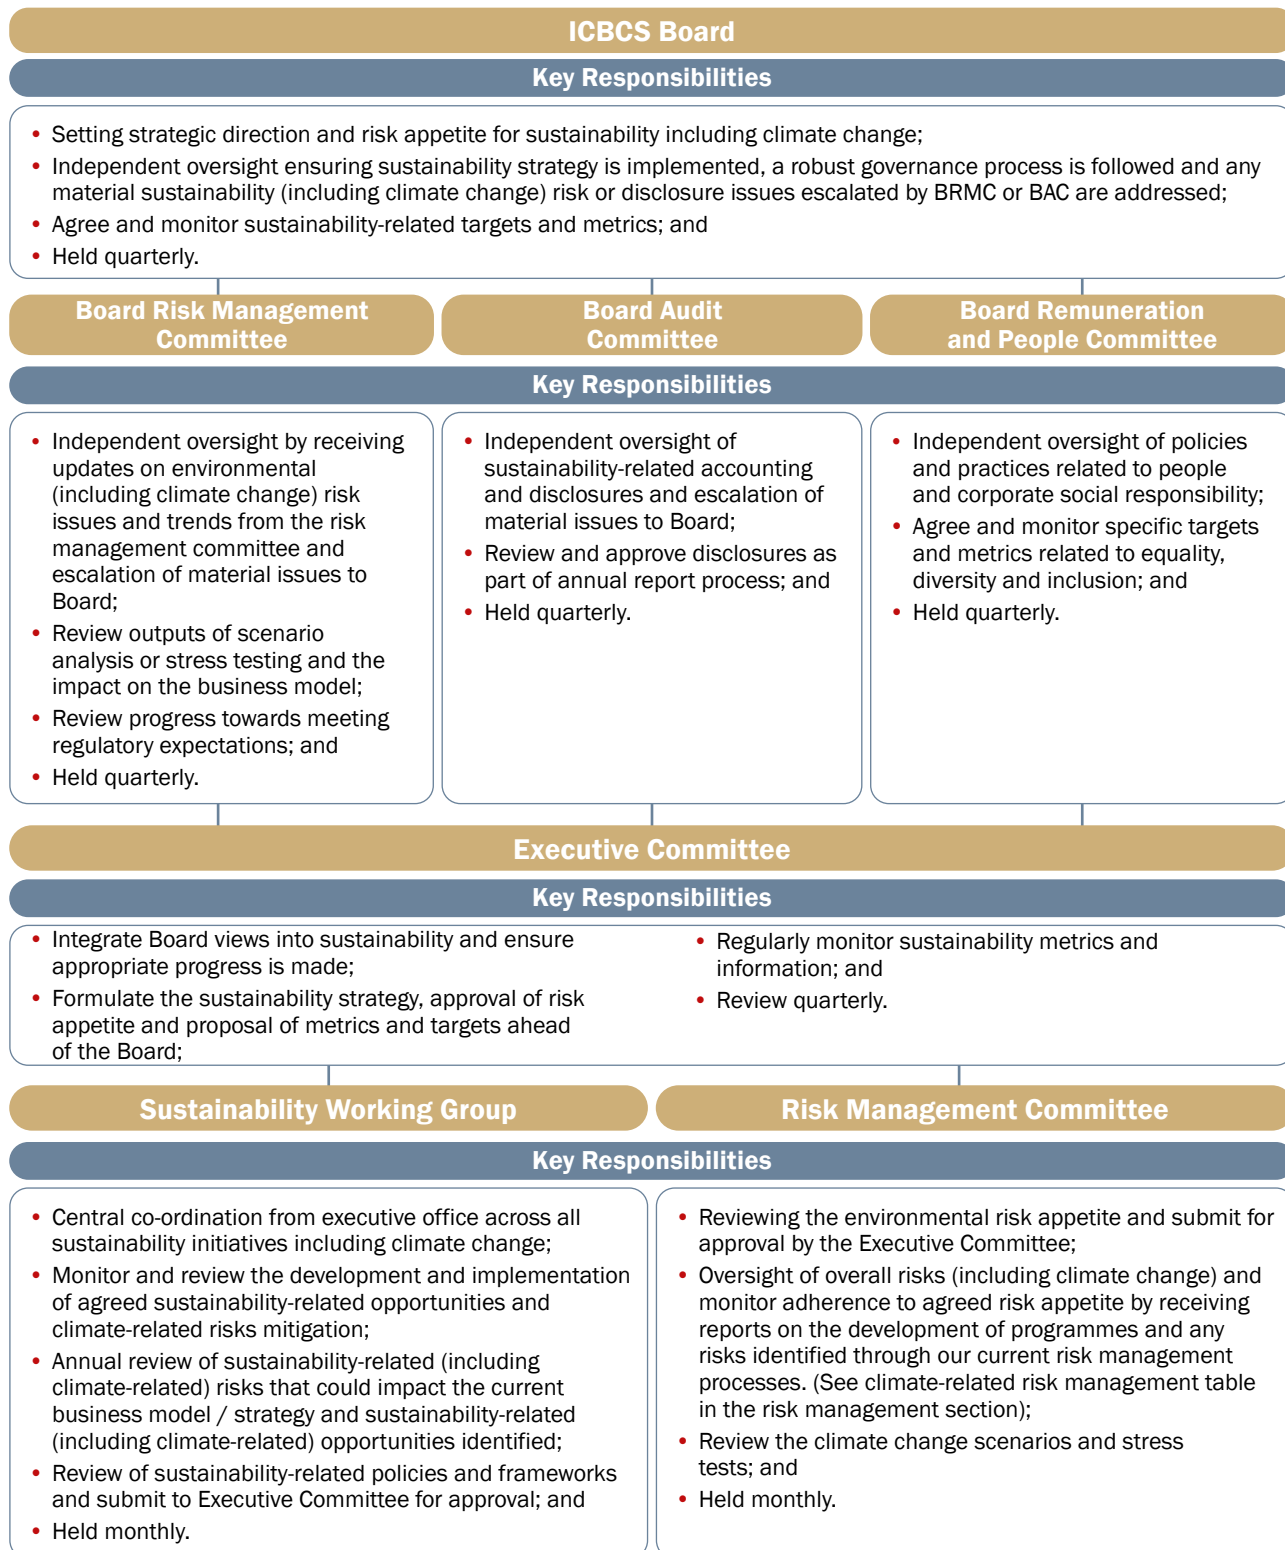 ICBCS Board
Key Responsibilities
• Setting strategic direction and risk appetite for sustainability including climate change;
• Independent oversight ensuring sustainability strategy is implemented, a robust governance process is followed and any
material sustainability (including climate change) risk or disclosure issues escalated by BRMC or BAC are addressed;
• Agree and monitor sustainability-related targets and metrics; and
• Held quarterly.
Board Risk Management
Committee
Board Audit
Committee
Board Remuneration
and People Committee
Key Responsibilities
• Independent oversight by receiving
updates on environmental
(including climate change) risk
issues and trends from the risk
management committee and
escalation of material issues to
Board;
• Review outputs of scenario
analysis or stress testing and the
impact on the business model;
• Review progress towards meeting
regulatory expectations; and
• Held quarterly.
• Independent oversight of
sustainability-related accounting
and disclosures and escalation of
material issues to Board;
• Review and approve disclosures as
part of annual report process; and
• Held quarterly.
• Independent oversight of policies
and practices related to people
and corporate social responsibility;
• Agree and monitor specific targets
and metrics related to equality,
diversity and inclusion; and
• Held quarterly.
Executive Committee
Key Responsibilities
• Integrate Board views into sustainability and ensure
appropriate progress is made;
• Formulate the sustainability strategy, approval of risk
appetite and proposal of metrics and targets ahead
of the Board;
• Regularly monitor sustainability metrics and
information; and
• Review quarterly.
Sustainability Working Group
Risk Management Committee
Key Responsibilities
• Central co-ordination from executive office across all
sustainability initiatives including climate change;
• Monitor and review the development and implementation
of agreed sustainability-related opportunities and
climate-related risks mitigation;
• Annual review of sustainability-related (including
climate-related) risks that could impact the current
business model / strategy and sustainability-related
(including climate-related) opportunities identified;
• Review of sustainability-related policies and frameworks
and submit to Executive Committee for approval; and
• Held monthly.
• Reviewing the environmental risk appetite and submit for
approval by the Executive Committee;
• Oversight of overall risks (including climate change) and
monitor adherence to agreed risk appetite by receiving
reports on the development of programmes and any
risks identified through our current risk management
processes. (See climate-related risk management table
in the risk management section);
• Review the climate change scenarios and stress
tests; and
• Held monthly.